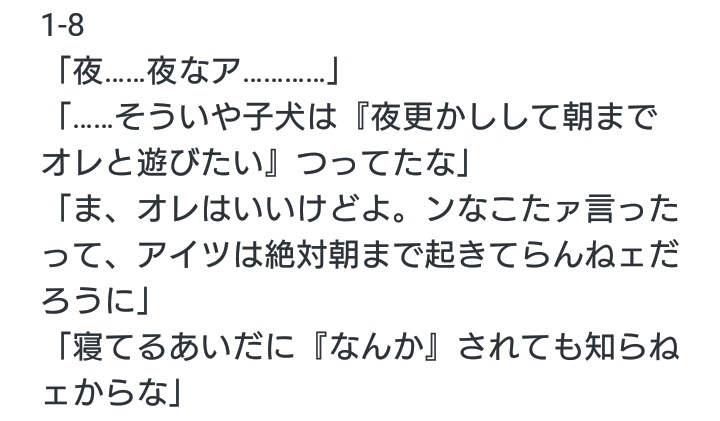 1-8
「夜……夜なア…………」
「……そういや子犬は『夜更かしして朝まで
オレと遊びたい』つってたな」
「ま、オレはいいけどよ。ンなこたァ言った
って、アイツは絶対朝まで起きてらんねェだ
ろうに」
「寝てるあいだに『なんか』されても知らね
ェからな」